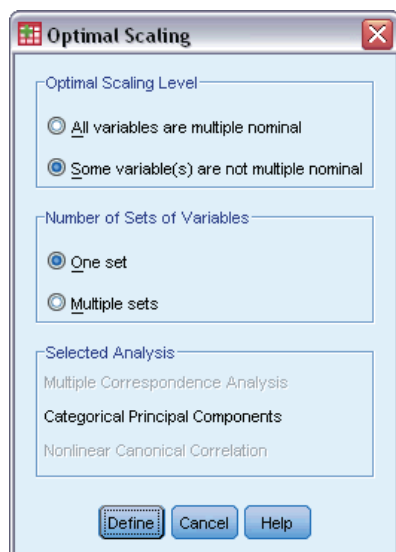 Optimal Scaling
Optimal Scaling Level
All variables are multiple nominal
Some variable(s) are not multiple nominal
Number of Sets of Variables
One set
Multiple sets
Selected Analysis
Multiple Correspondence Analysis
Categorical Principal Components
Nonlinear Canonical Correlation
Define Cancel Help